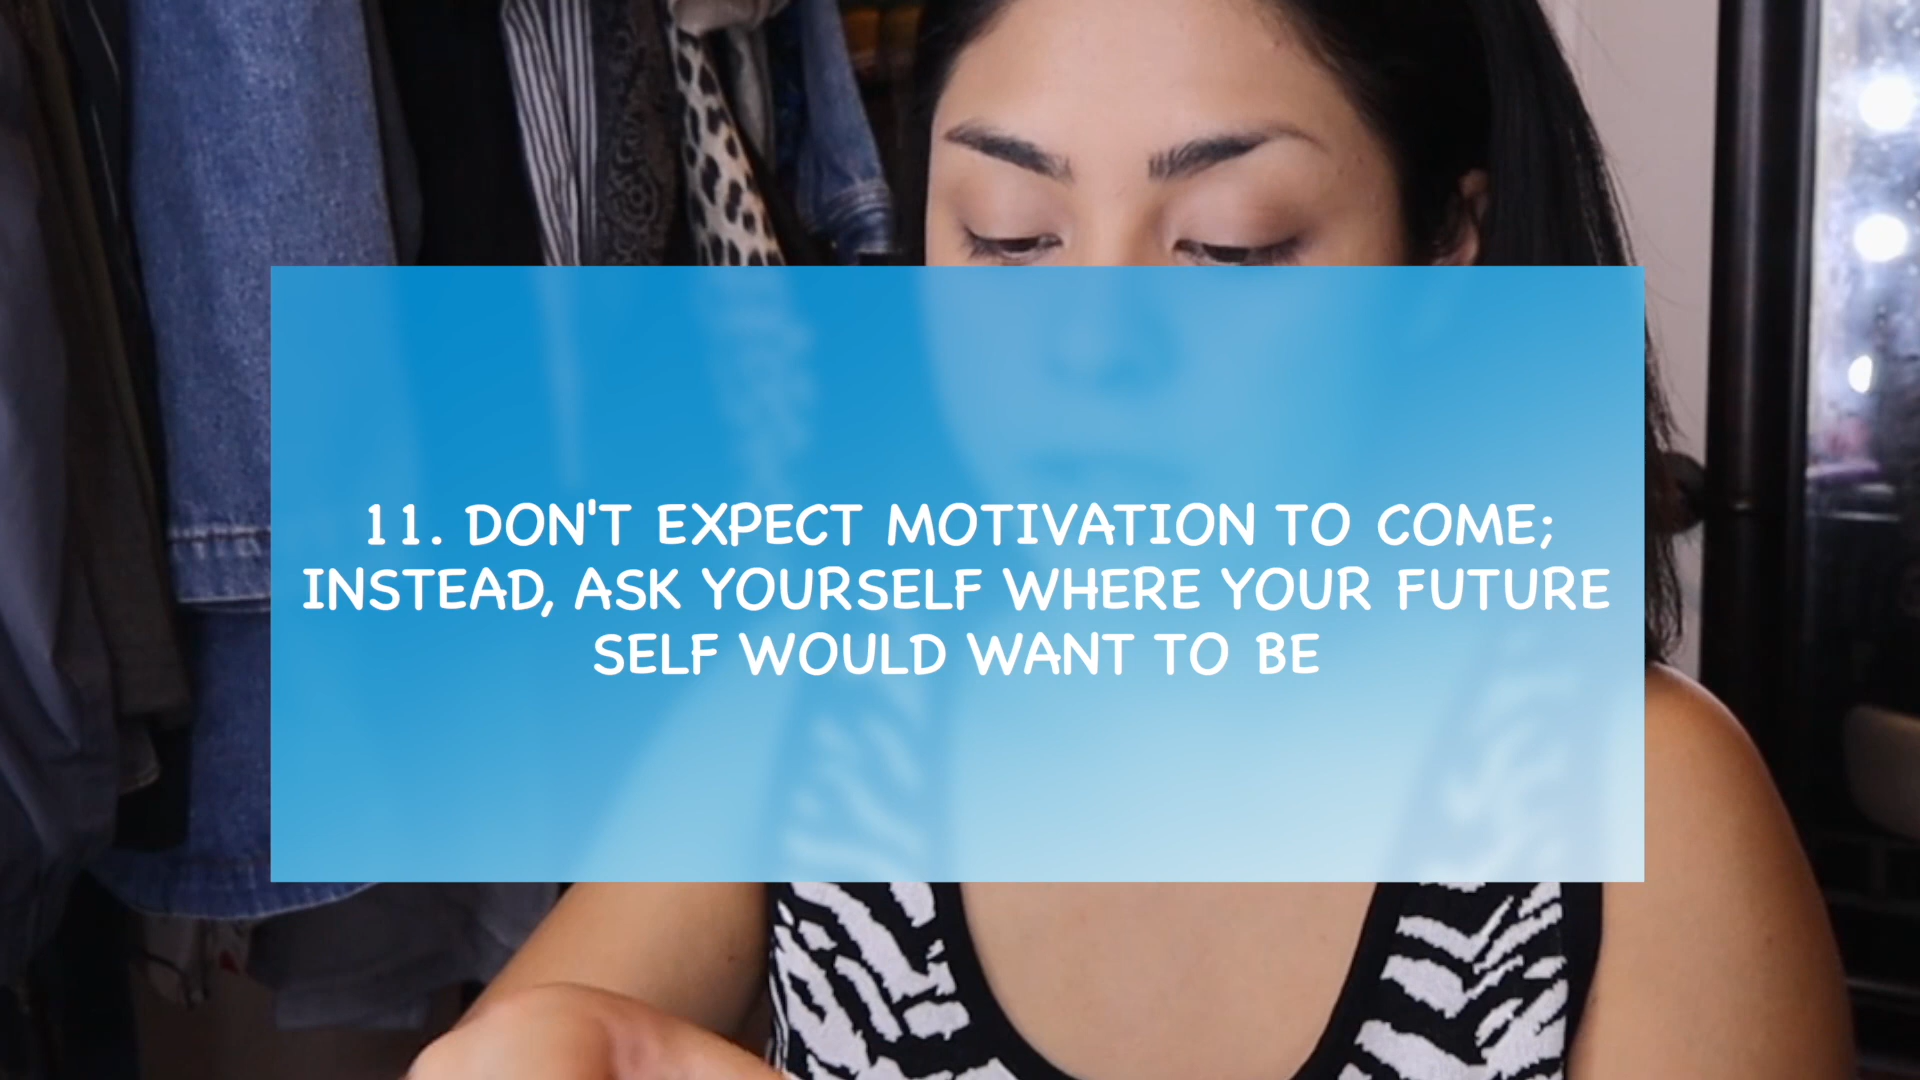 11. DON'T EXPECT MOTIVATION TO COME;
INSTEAD, ASK YOURSELF WHERE YOUR FUTURE
SELF WOULD WANT TO BE